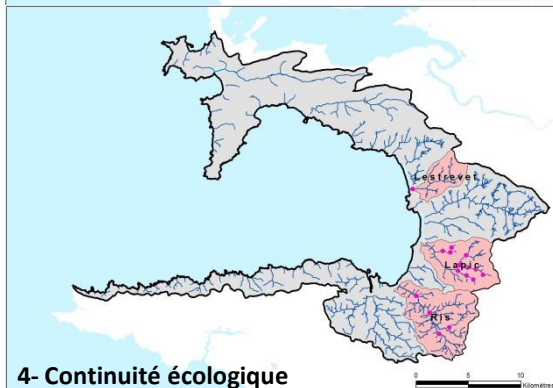 Lestrevet
Lapic
Ris
4- Continuité écologique
0 5 10
Kilomètres